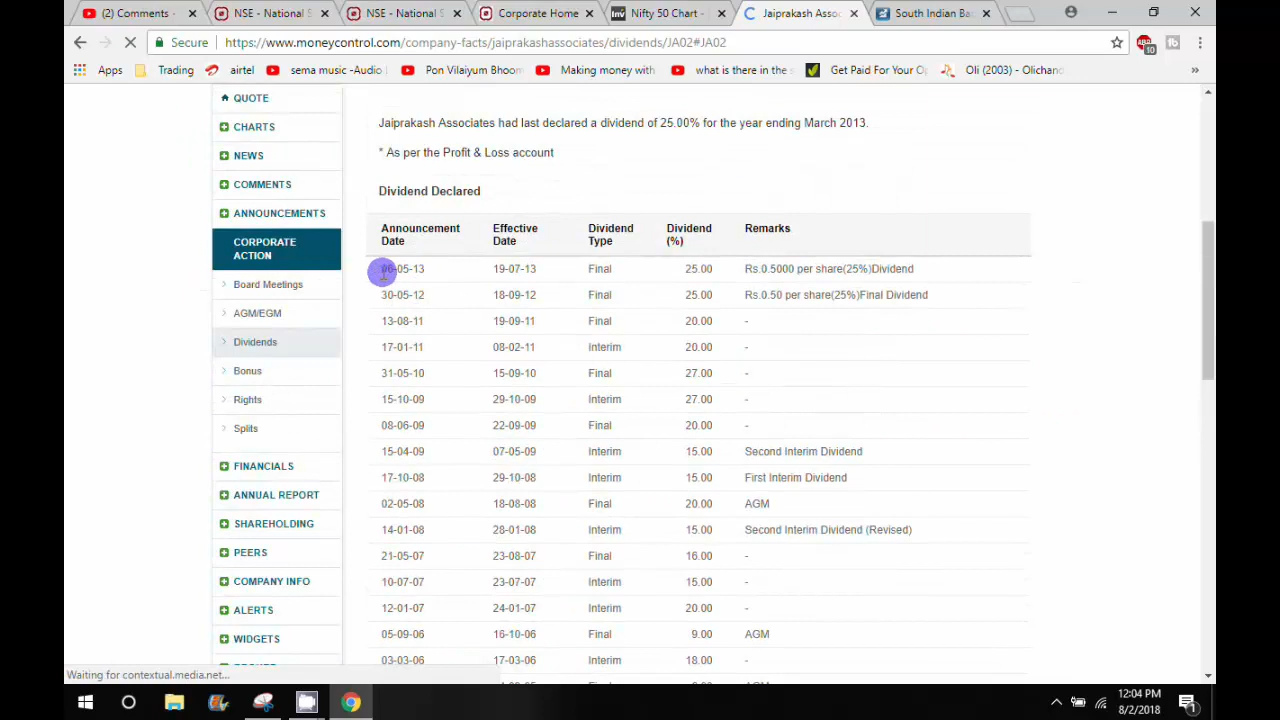 (2) Comments -
NSE - National S
NSE - National S
Corporate Home
Nifty 50 Chart -
Jaiprakash Assoc
South Indian Ba
Secure
https://www.moneycontrol.com/company-facts/jaiprakashassociates/dividends/JA02#JA02
10
Apps
Trading
airtel
sema music -Audio
Pon Vilaiyum Bhoom
Making money with
what is there in the s
Get Paid For Your O
Oli (2003) - Olichand
»
QUOTE
CHARTS
NEWS
COMMENTS
ANNOUNCEMENTS
CORPORATE
ACTION
Board Meetings
AGM/EGM
Dividends
Bonus
Rights
Splits
FINANCIALS
ANNUAL REPORT
SHAREHOLDING
PEERS
COMPANY INFO
ALERTS
WIDGETS
Jaiprakash Associates had last declared a dividend of 25.00% for the year ending March 2013.
* As per the Profit & Loss account
Dividend Declared
Announcement Date Effective Date Dividend Type Dividend (%) Remarks
06-05-13 19-07-13 Final 25.00 Rs.0.5000 per share(25%)Dividend
30-05-12 18-09-12 Final 25.00 Rs.0.50 per share(25%)Final Dividend
13-08-11 19-09-11 Final 20.00 -
17-01-11 08-02-11 Interim 20.00 -
31-05-10 15-09-10 Final 27.00 -
15-10-09 29-10-09 Interim 27.00 -
08-06-09 22-09-09 Final 20.00 -
15-04-09 07-05-09 Interim 15.00 Second Interim Dividend
17-10-08 29-10-08 Interim 15.00 First Interim Dividend
02-05-08 18-08-08 Final 20.00 AGM
14-01-08 28-01-08 Interim 15.00 Second Interim Dividend (Revised)
21-05-07 23-08-07 Final 16.00 -
10-07-07 23-07-07 Interim 15.00 -
12-01-07 24-01-07 Interim 20.00 -
05-09-06 16-10-06 Final 9.00 AGM
03-03-06 17-03-06 Interim 18.00 -
Waiting for contextual.media.net...
12:04 PM
8/2/2018
1